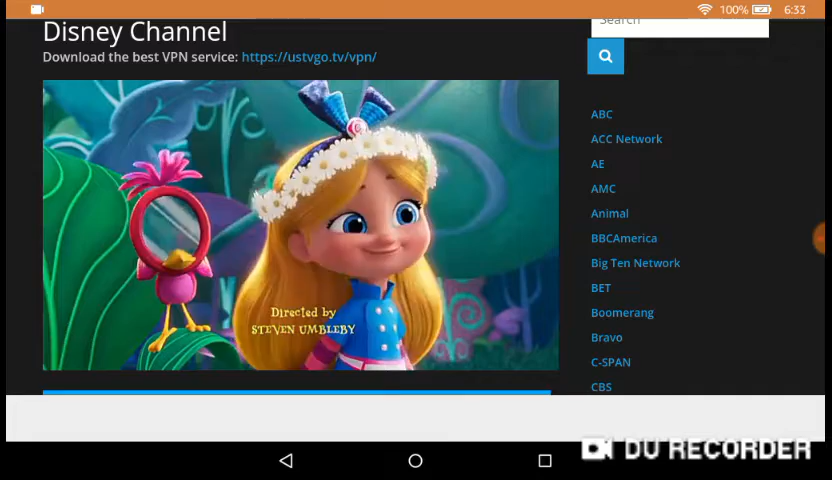 100% 6:33
Disney Channel
Search
Download the best VPN service: https://ustvgo.tv/vpn/
Directed by
STEVEN UMBLEBY
ABC
ACC Network
AE
AMC
Animal
BBCAmerica
Big Ten Network
BET
Boomerang
Bravo
C-SPAN
CBS
DU RECORDER